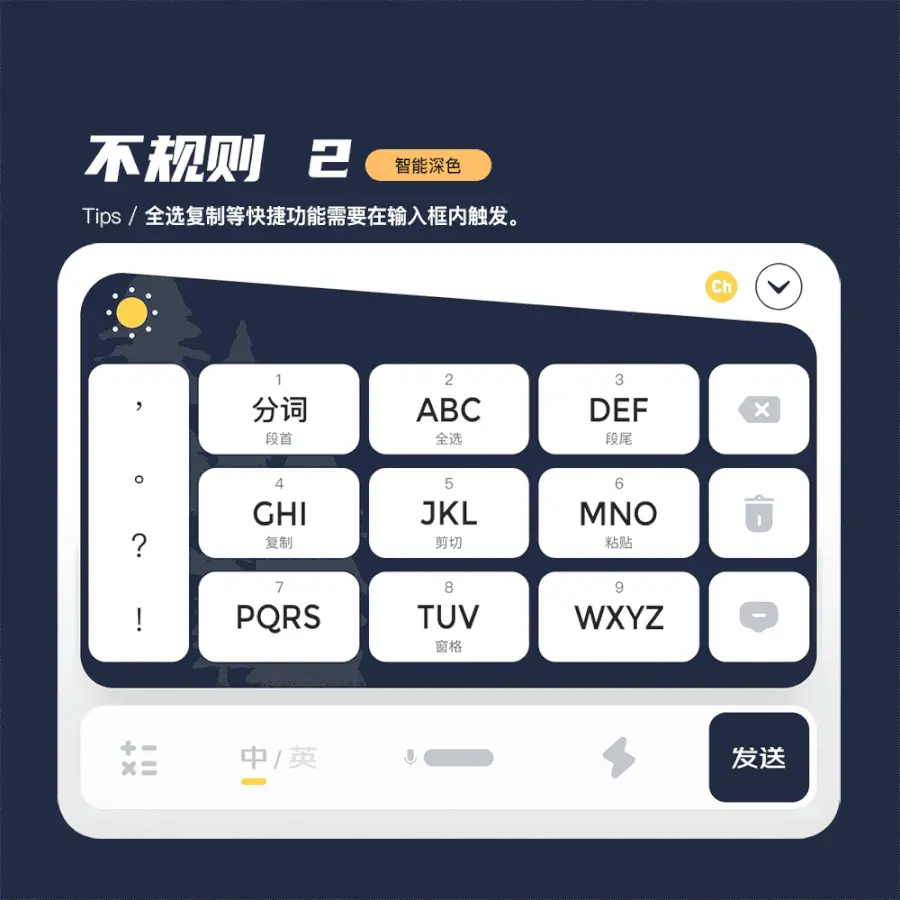 不规则 2 智能深色
Tips / 全选复制等快捷功能需要在输入框内触发。
Ch
，
。
?
!
1
分词
段首
2
ABC
全选
3
DEF
段尾
4
GHI
复制
5
JKL
剪切
6
MNO
粘贴
7
PQRS
8
TUV
窗格
9
WXYZ
中/英
发送